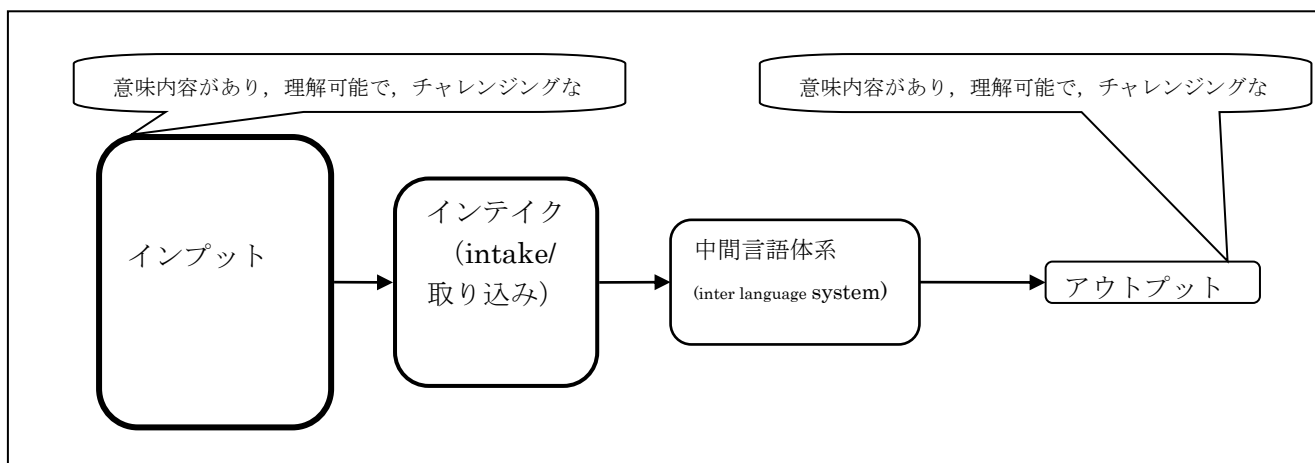 意味内容があり，理解可能で，チャレンジングな
意味内容があり，理解可能で，チャレンジングな
インプット
インテイク
（intake/
取り込み）
中間言語体系
(inter language system)
アウトプット